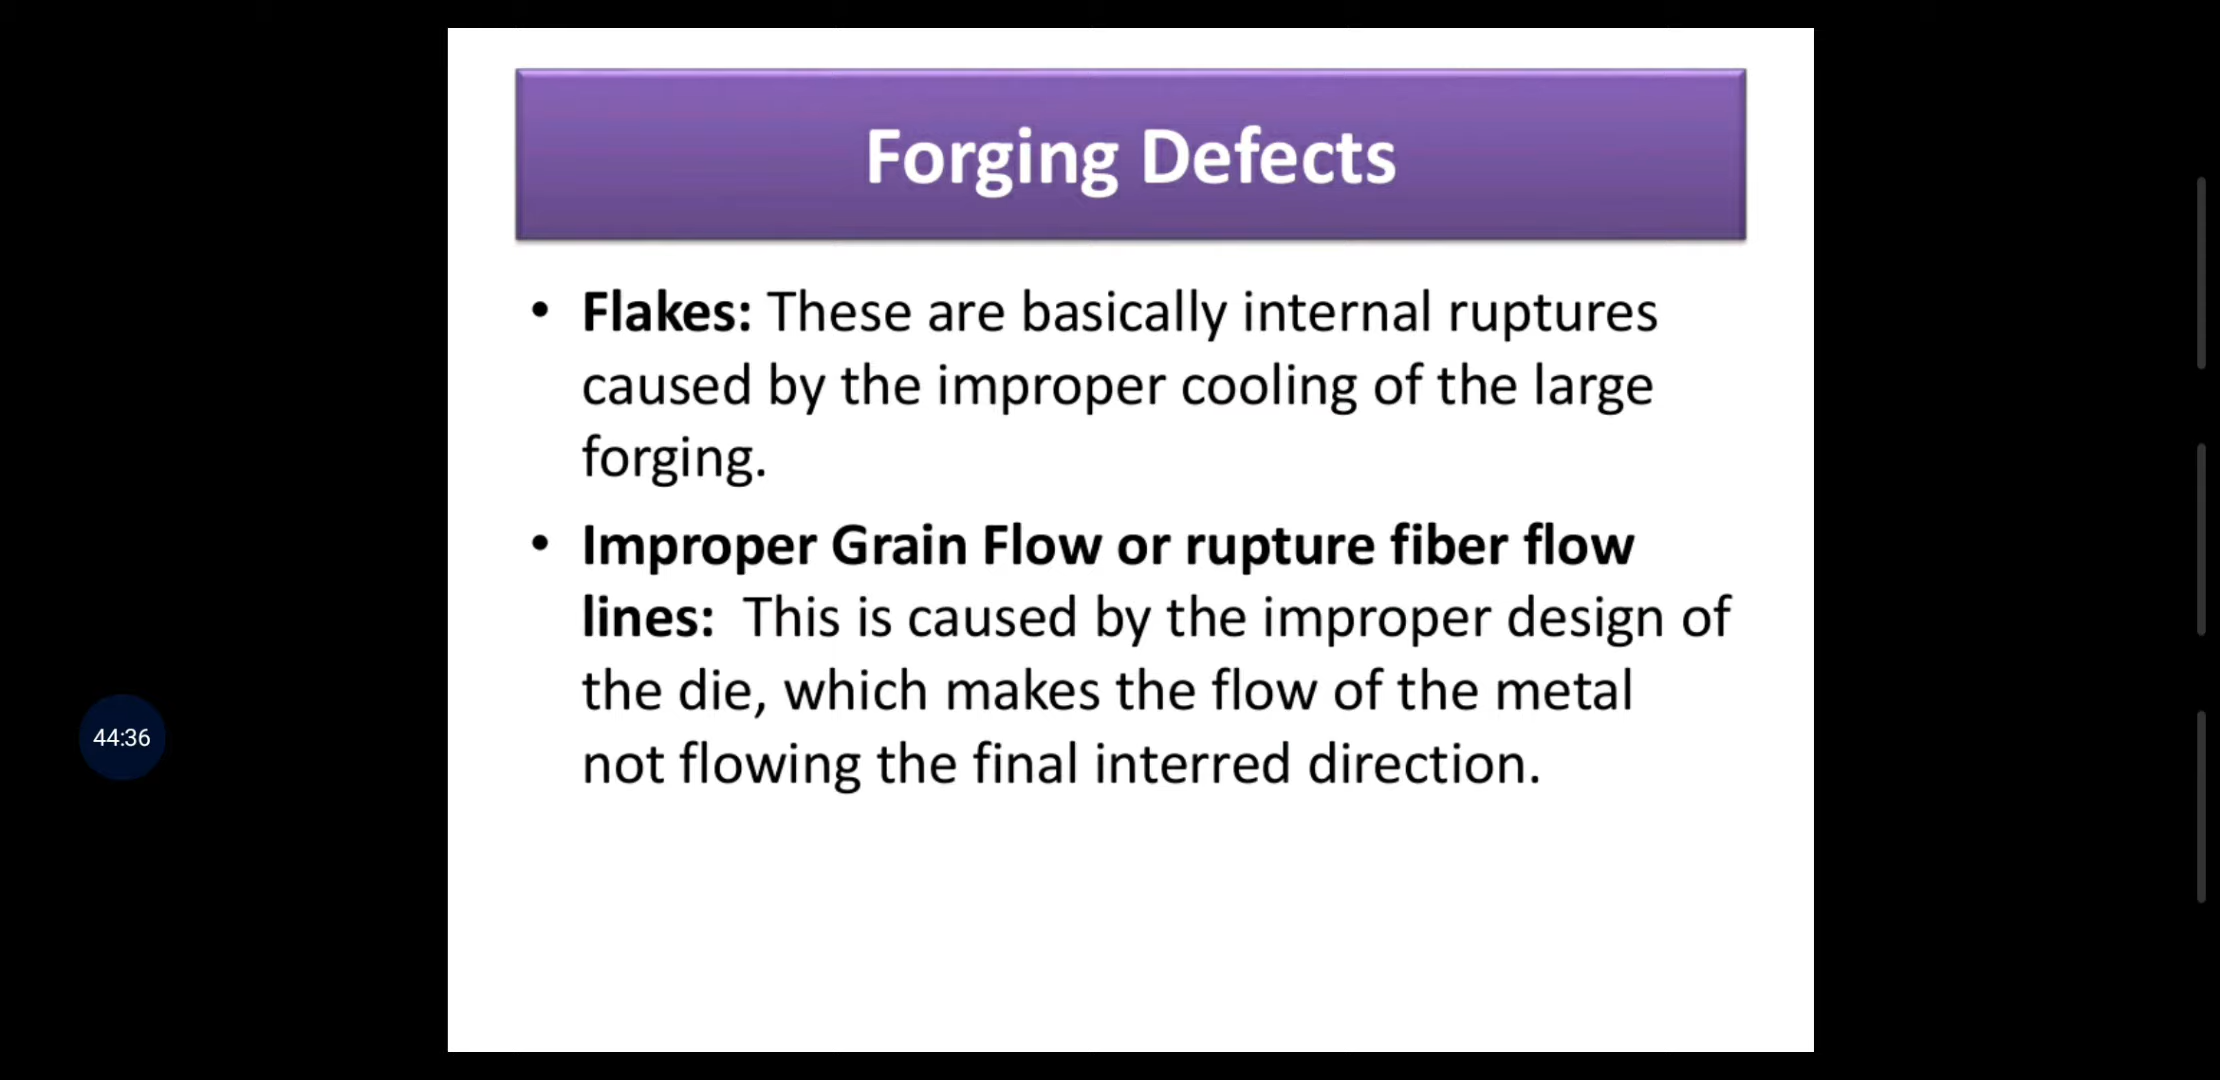 Forging Defects
• Flakes: These are basically internal ruptures
caused by the improper cooling of the large
forging.
• Improper Grain Flow or rupture fiber flow
lines: This is caused by the improper design of
the die, which makes the flow of the metal
not flowing the final interred direction.
44:36